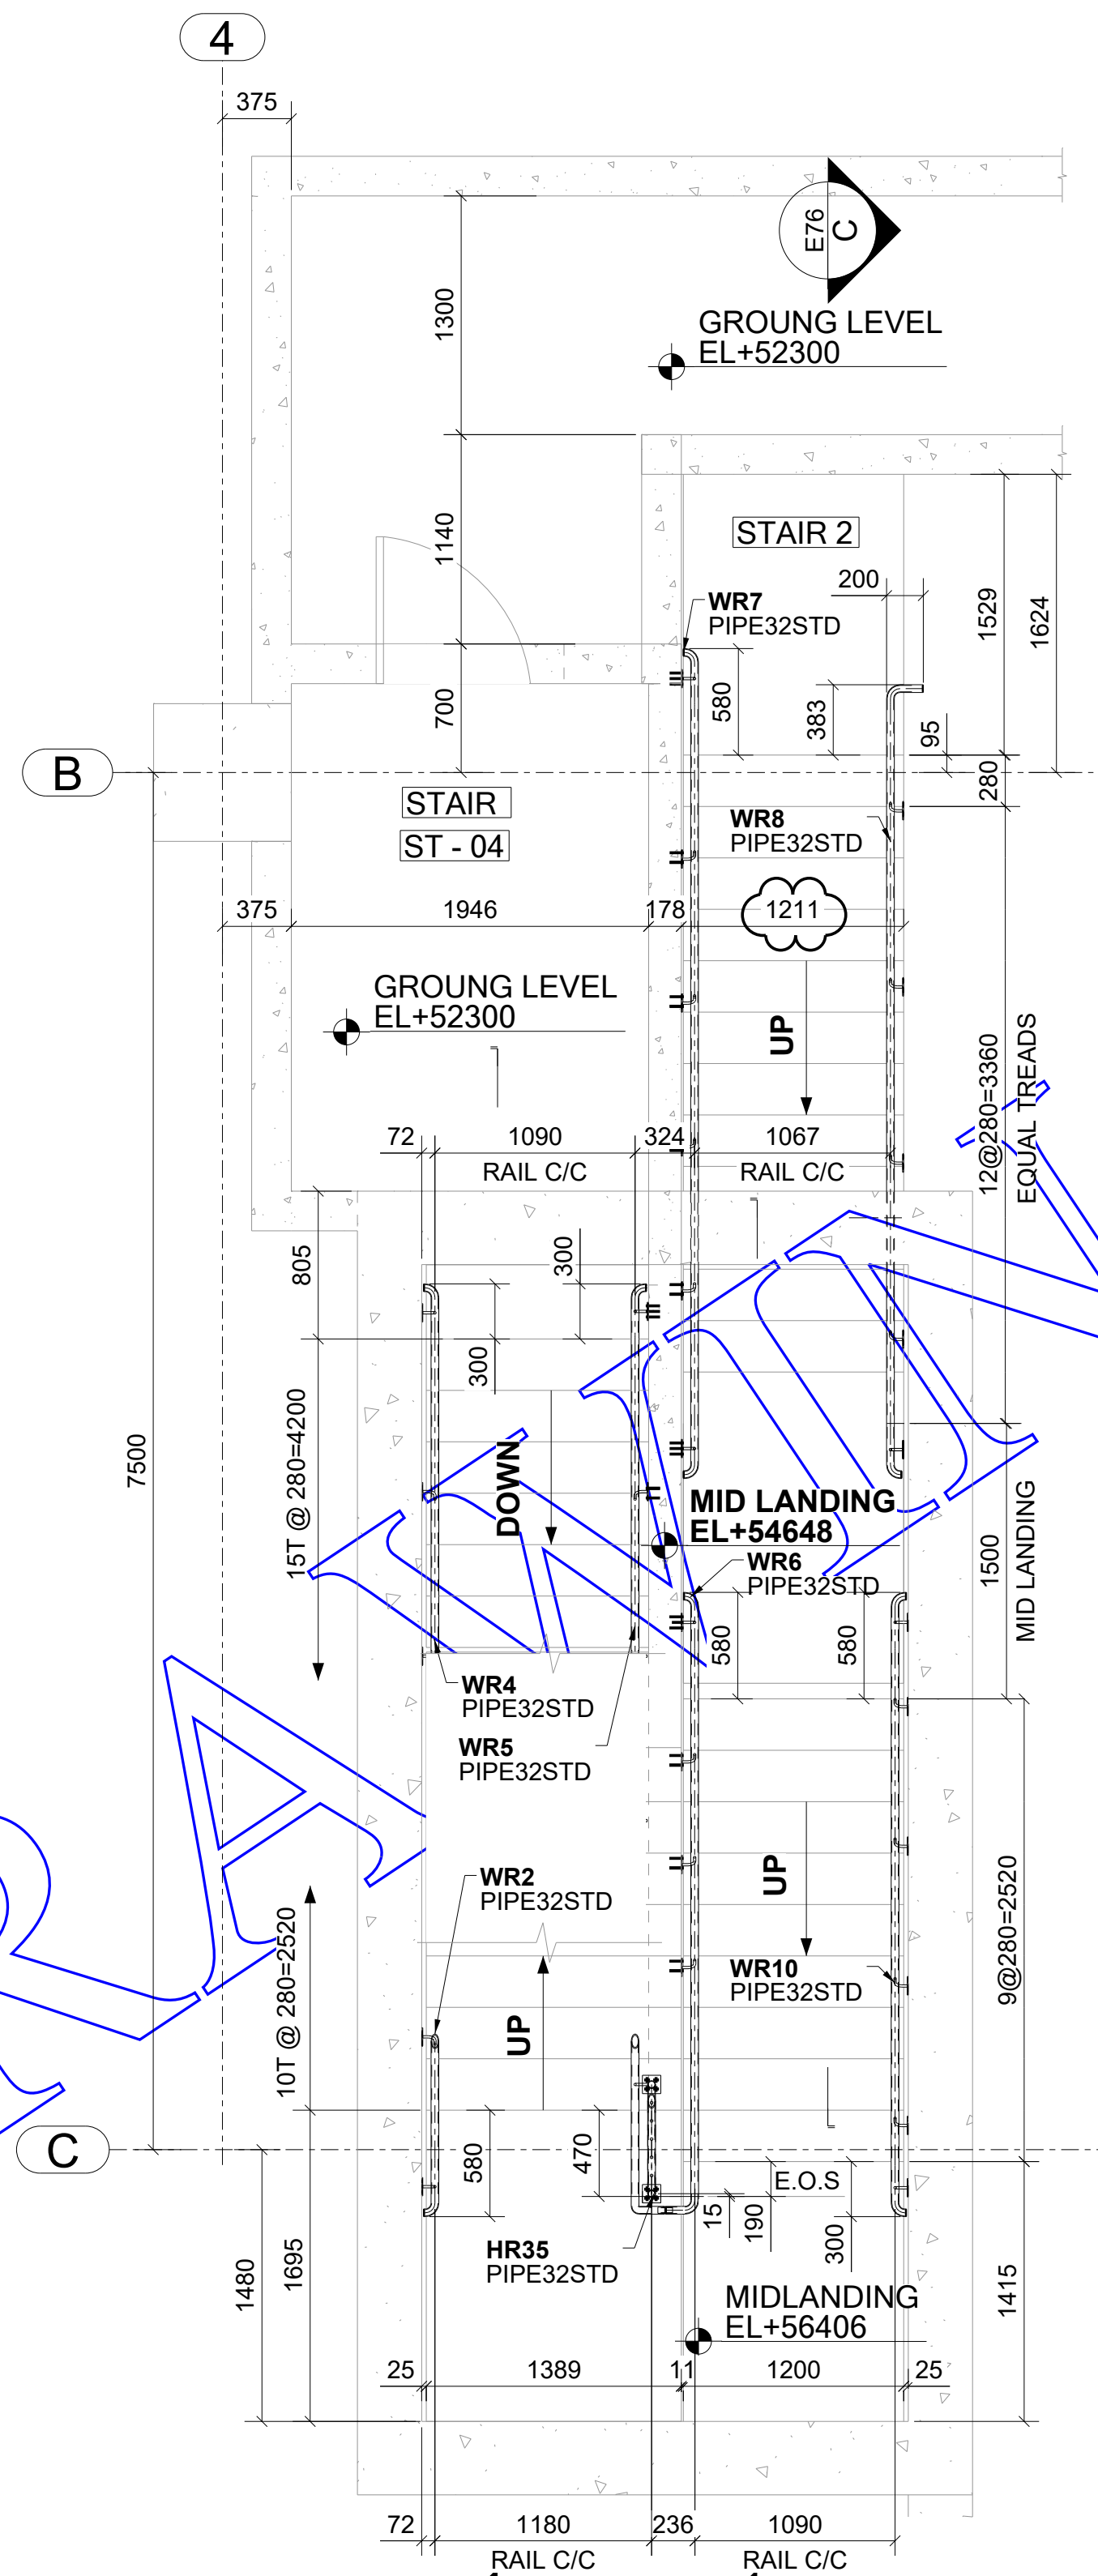 4
375
1300
E76
C
GROUNG LEVEL
EL+52300
1140
STAIR 2
200
1529
1624
WR7
PIPE32STD
580
383
95
700
B
280
STAIR
ST - 04
WR8
PIPE32STD
375
1946
178
1211
GROUNG LEVEL
EL+52300
UP
12@280=3360
EQUAL TREADS
72
1090
324
1067
RAIL C/C
RAIL C/C
805
300
300
7500
15T @ 280=4200
DOWN
MID LANDING
EL+54648
WR6
PIPE32STD
1500
MID LANDING
580
580
WR4
PIPE32STD
WR5
PIPE32STD
WR2
PIPE32STD
UP
10T @ 280=2520
UP
WR10
PIPE32STD
9@280=2520
C
580
470
E.O.S
15
190
300
HR35
PIPE32STD
1480
1695
MIDLANDING
EL+56406
1415
25
1389
11
1200
25
72
1180
236
1090
RAIL C/C
RAIL C/C